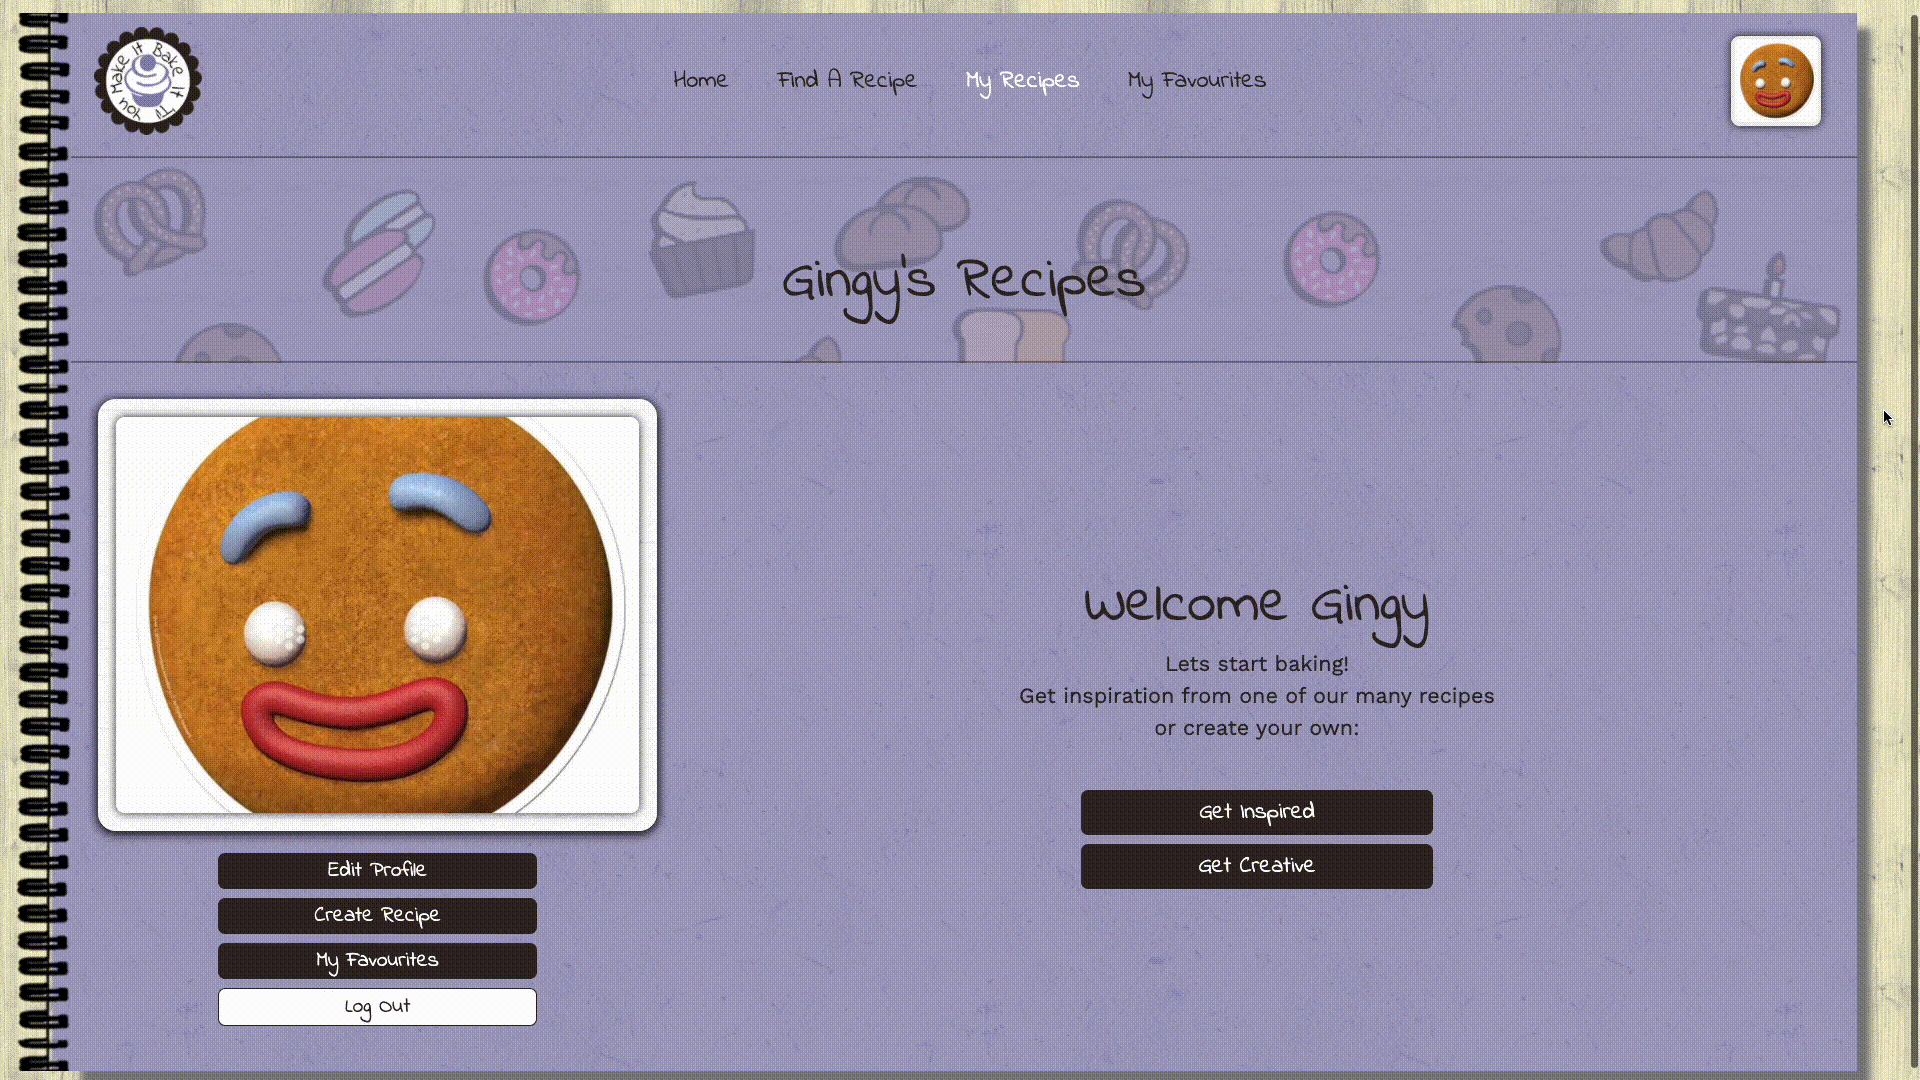 You Make It Bake It
Home
Find A Recipe
My Recipes
My Favourites
Gingy's Recipes
Welcome Gingy
Lets start baking!
Get inspiration from one of our many recipes
or create your own:
Get Inspired
Get Creative
Edit Profile
Create Recipe
My Favourites
Log Out